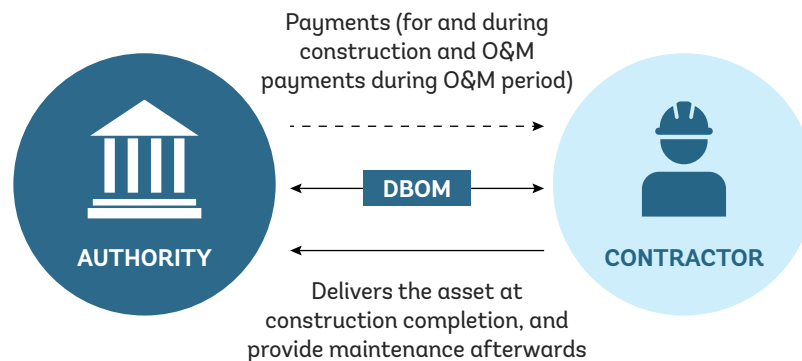 Payments (for and during
construction and O&M
payments during O&M period)
DBOM
AUTHORITY
CONTRACTOR
Delivers the asset at
construction completion, and
provide maintenance afterwards